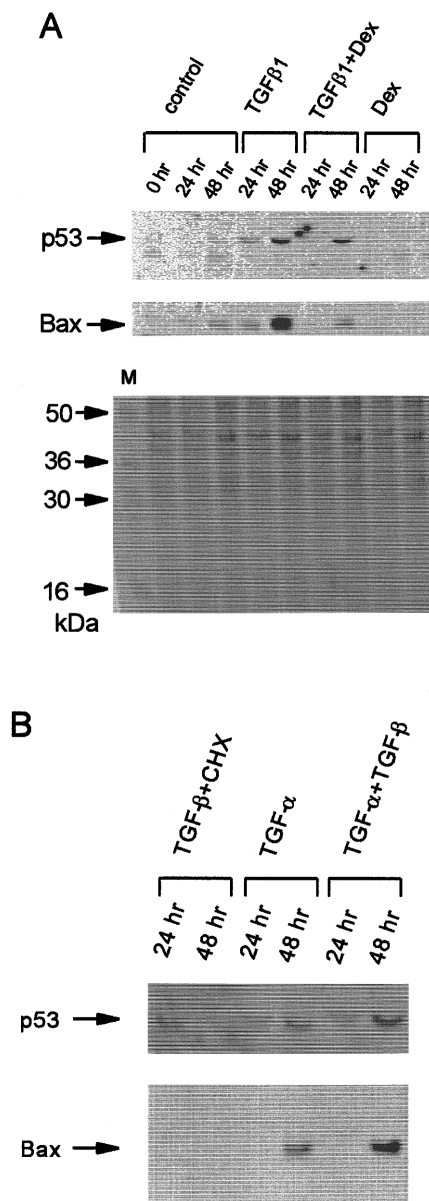 A
control
TGFβ1
TGFβ1+Dex
Dex
0 hr
24 hr
48 hr
24 hr
48 hr
24 hr
48 hr
24 hr
48 hr
p53
Bax
M
50
36
30
16
kDa
B
TGF-β+CHX
TGF-α
TGF-α+TGF-β
24 hr
48 hr
24 hr
48 hr
24 hr
48 hr
p53
Bax